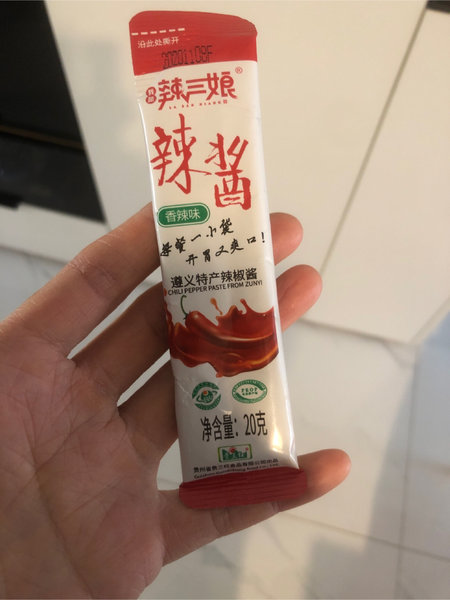 沿此处撕开
20201108F
辣三娘®
LA SAN NIANG
辣酱
香辣味
每餐一小袋
开胃又爽口！
遵义特产辣椒酱
CHILI PEPPER PASTE FROM ZUNYI
净含量：20克